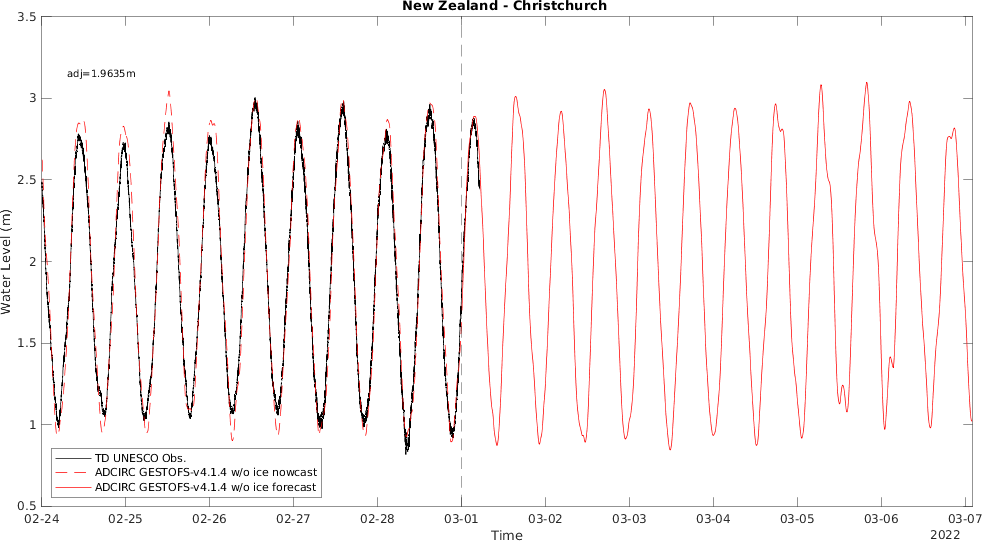 New Zealand - Christchurch
3.5
3
2.5
2
1.5
1
0.5
Water Level (m)
adj=1.9635m
TD UNESCO Obs.
ADCIRC GESTOFS-v4.1.4 w/o ice nowcast
ADCIRC GESTOFS-v4.1.4 w/o ice forecast
02-24 02-25 02-26 02-27 02-28 03-01 03-02 03-03 03-04 03-05 03-06 03-07
Time
2022